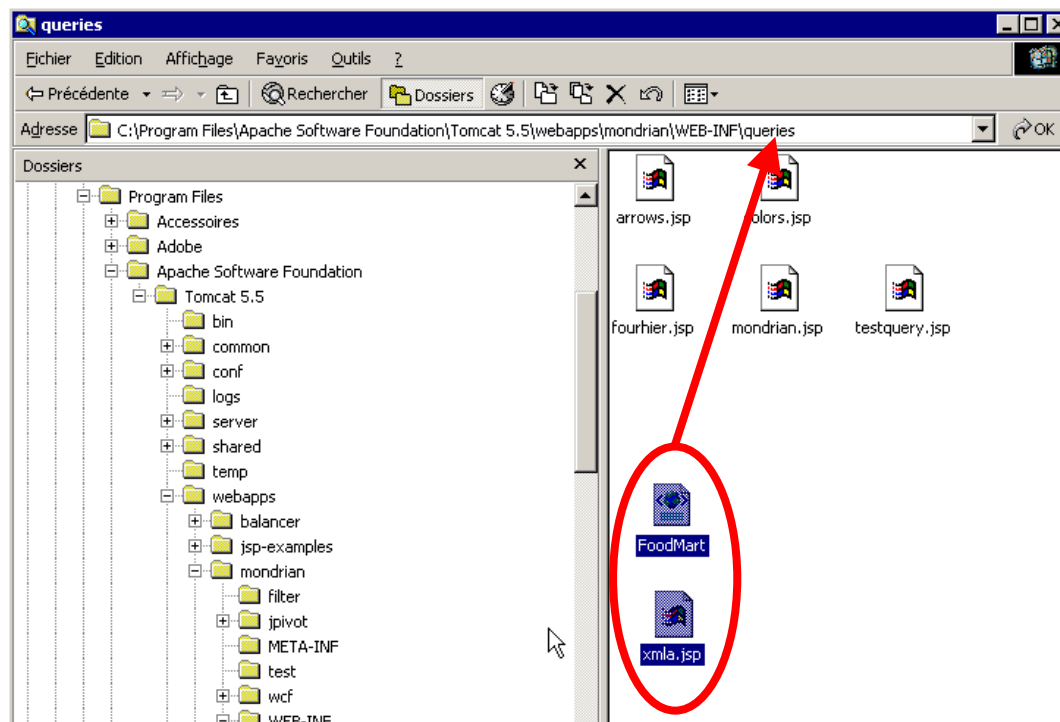 queries
Fichier Edition Affichage Favoris Outils ?
Précédente Rechercher Dossiers
Adresse C:\Program Files\Apache Software Foundation\Tomcat 5.5\webapps\mondrian\WEB-INF\queries OK
Dossiers
Program Files
Accessoires
Adobe
Apache Software Foundation
Tomcat 5.5
bin
common
conf
logs
server
shared
temp
webapps
balancer
jsp-examples
mondrian
filter
jpivot
META-INF
test
wcf
WEB-INF
arrows.jsp colors.jsp
fourhier.jsp mondrian.jsp testquery.jsp
FoodMart
xmla.jsp